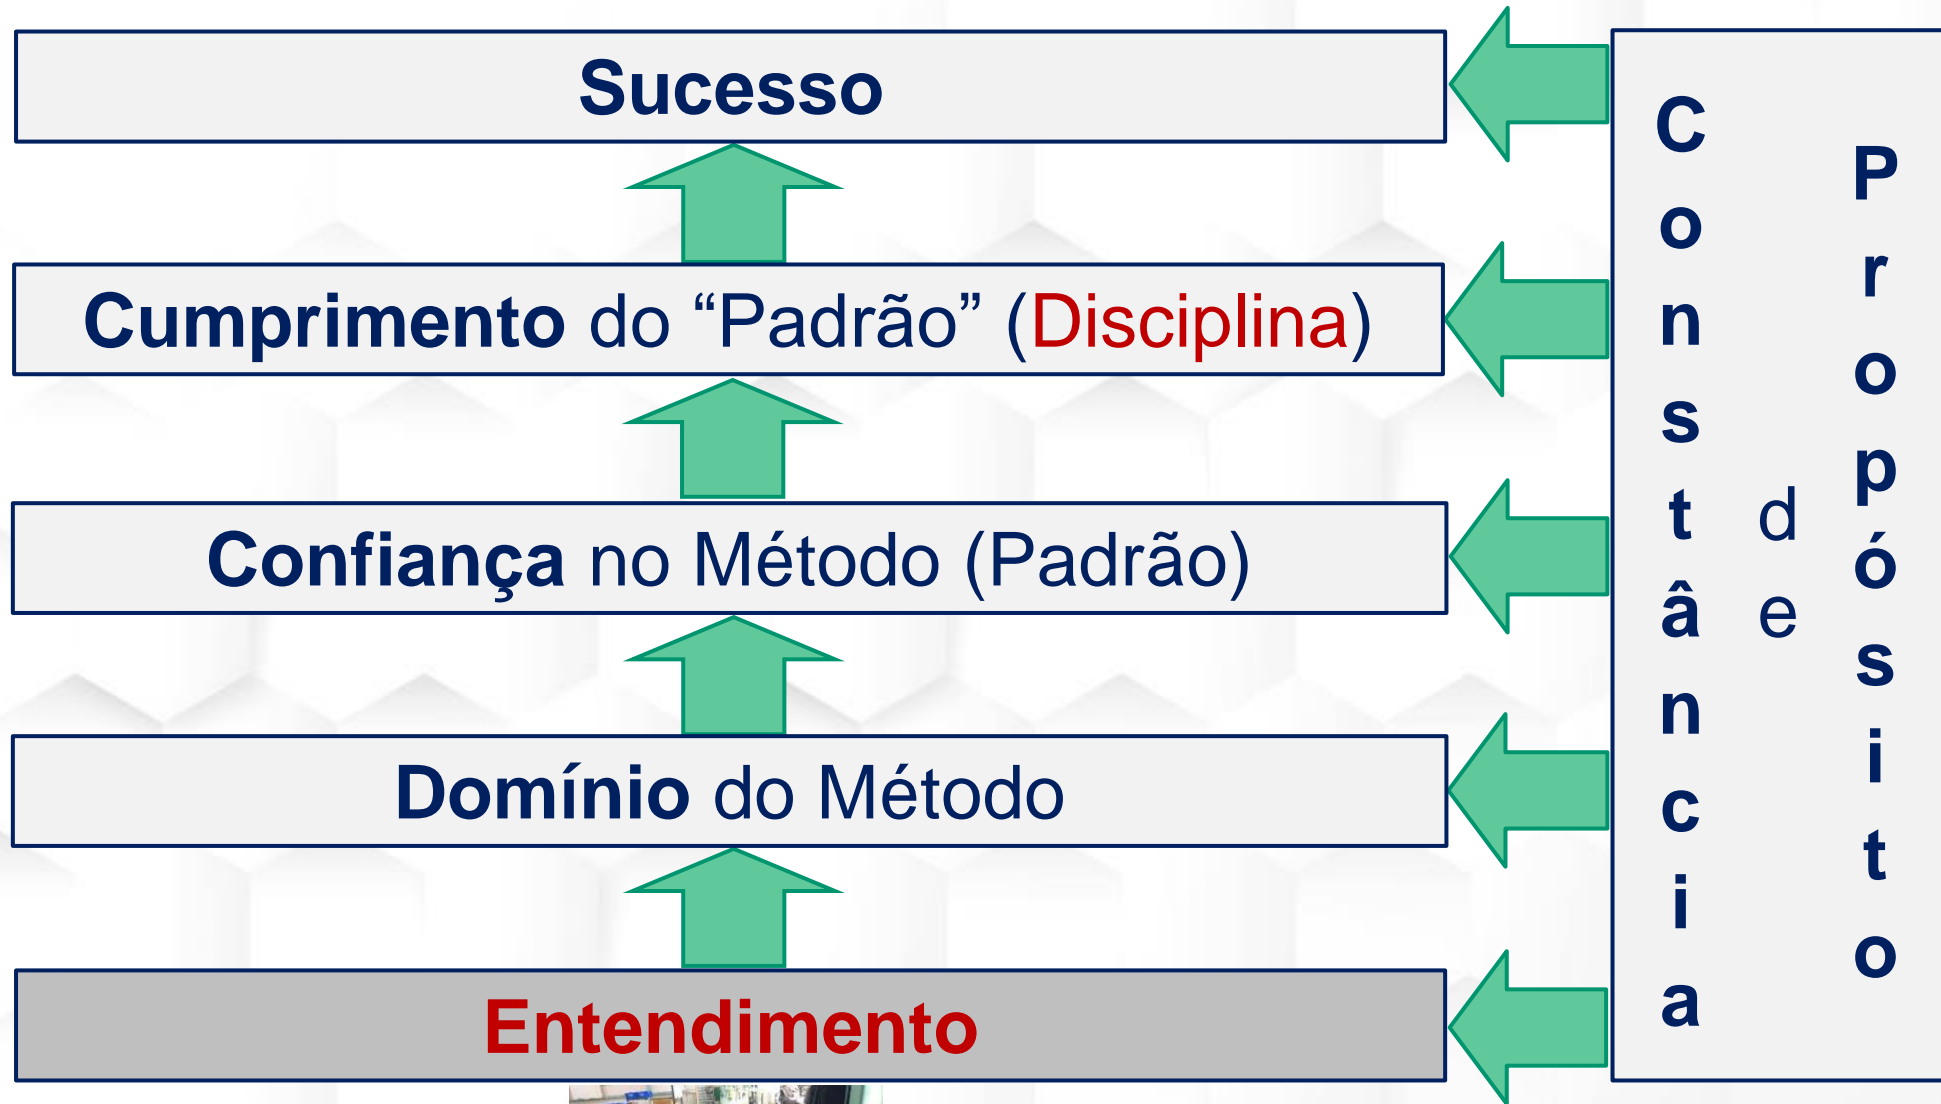 Sucesso
Cumprimento do “Padrão” (Disciplina)
Confiança no Método (Padrão)
Domínio do Método
Entendimento
Constância
de
Propósito